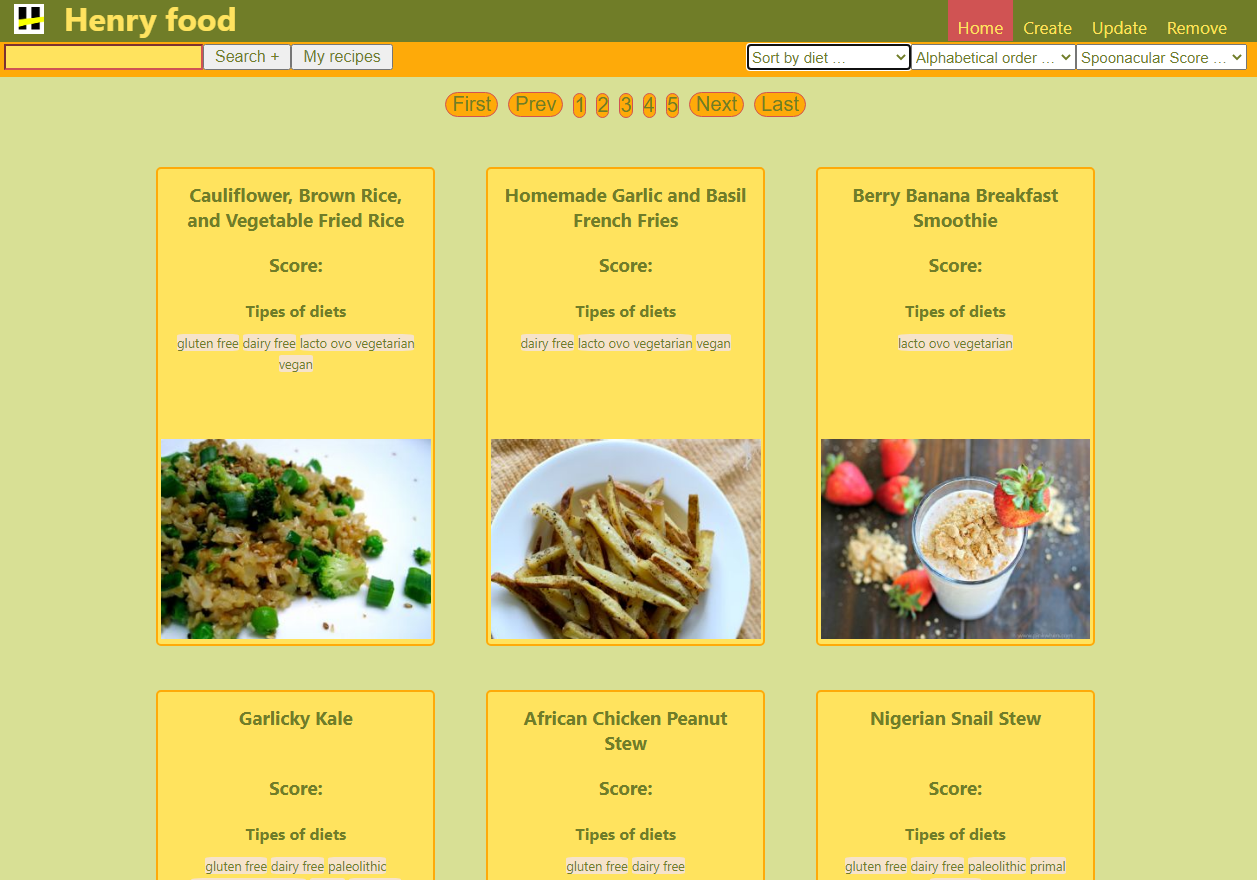 Henry food
Home Create Update Remove
Search + My recipes
Sort by diet ... Alphabetical order ... Spoonacular Score ...
First Prev 1 2 3 4 5 Next Last
Cauliflower, Brown Rice,
and Vegetable Fried Rice
Score:
Tipes of diets
gluten free dairy free lacto ovo vegetarian
vegan
Homemade Garlic and Basil
French Fries
Score:
Tipes of diets
dairy free lacto ovo vegetarian vegan
Berry Banana Breakfast
Smoothie
Score:
Tipes of diets
lacto ovo vegetarian
Garlicky Kale
Score:
Tipes of diets
gluten free dairy free paleolithic
African Chicken Peanut
Stew
Score:
Tipes of diets
gluten free dairy free
Nigerian Snail Stew
Score:
Tipes of diets
gluten free dairy free paleolithic primal